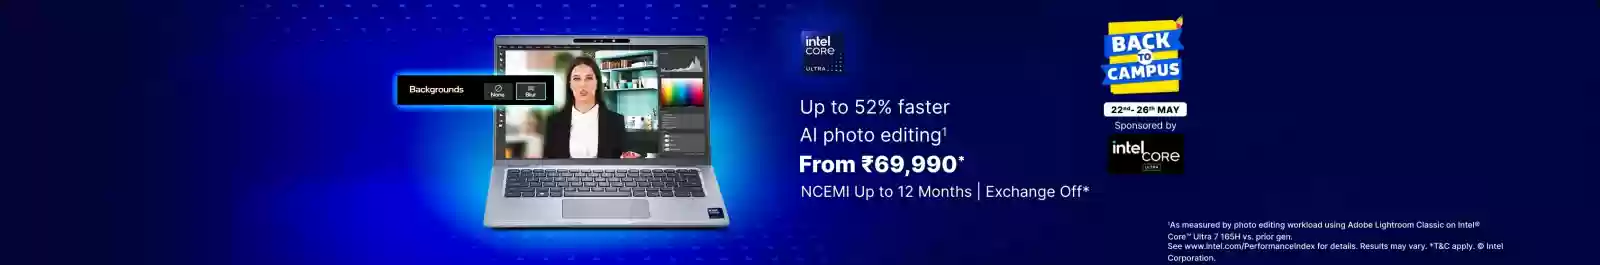 Backgrounds
None
Blur
intel
CORE
ULTRA
Up to 52% faster
AI photo editing¹
From ₹69,990*
NCEMI Up to 12 Months | Exchange Off*
BACK
TO
CAMPUS
22ⁿᵈ- 26ᵗʰ MAY
Sponsored by
intel
CORE
ULTRA
¹As measured by photo editing workload using Adobe Lightroom Classic on Intel®
Core™ Ultra 7 165H vs. prior gen.
See www.intel.com/PerformanceIndex for details. Results may vary. *T&C apply. © Intel
Corporation.